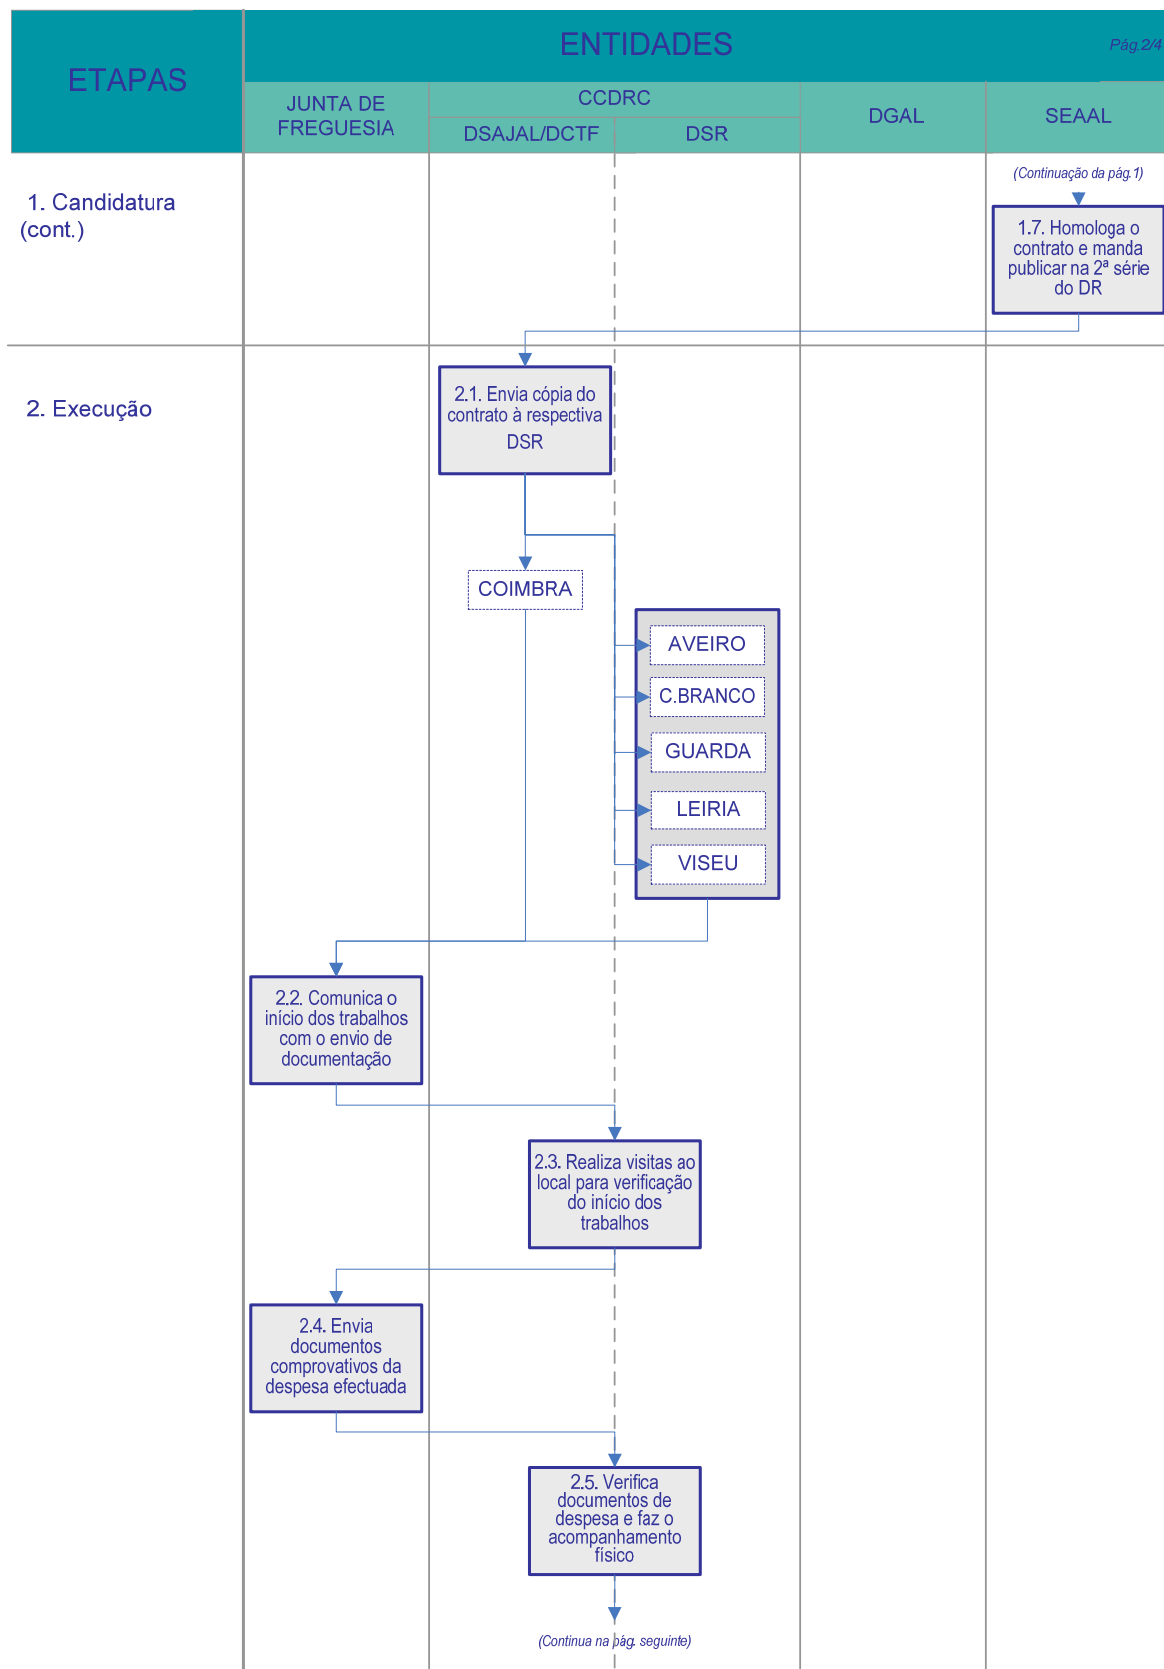 ETAPAS
ENTIDADES
Pág.2/4
JUNTA DE
FREGUESIA
CCDRC
DSAJAL/DCTF
DSR
DGAL
SEAAL
1. Candidatura
(cont.)
(Continuação da pág.1)
1.7. Homologa o
contrato e manda
publicar na 2ª série
do DR
2. Execução
2.1. Envia cópia do
contrato à respectiva
DSR
COIMBRA
AVEIRO
C.BRANCO
GUARDA
LEIRIA
VISEU
2.2. Comunica o
início dos trabalhos
com o envio de
documentação
2.3. Realiza visitas ao
local para verificação
do início dos
trabalhos
2.4. Envia
documentos
comprovativos da
despesa efectuada
2.5. Verifica
documentos de
despesa e faz o
acompanhamento
físico
(Continua na pág. seguinte)